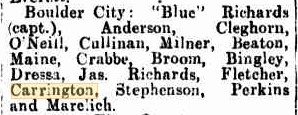 Boulder City: "Blue" Richards
(capt.), Anderson, Cleghorn,
O'Neill, Cullinan, Milner, Beaton,
Maine, Crabbe, Broom, Bingley,
Dressa, Jas. Richards, Fletcher,
Carrington, Stephenson, Perkins
and Marelich.